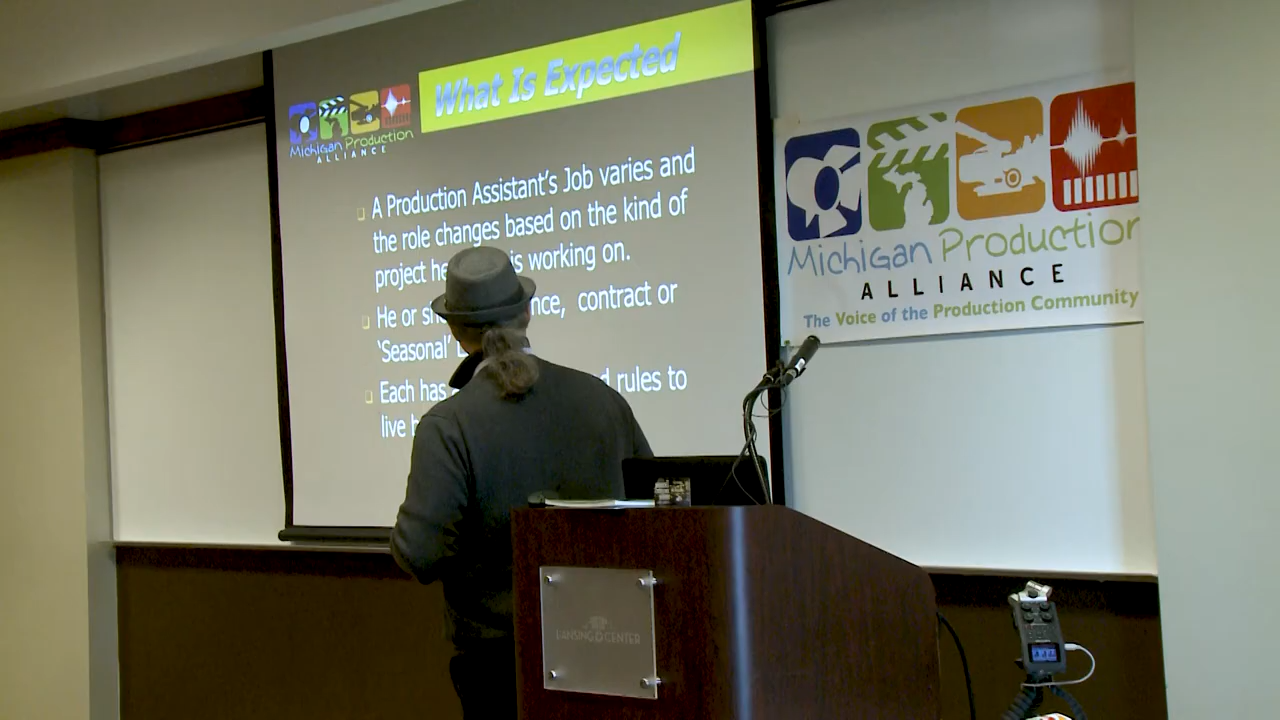 What Is Expected
Michigan Production
ALLIANCE
A Production Assistant's Job varies and
the role changes based on the kind of
project he is working on.
He or contract or
'Seasonal'
Each has rules to
live
Michigan Production
ALLIANCE
The Voice of the Production Community
LANSING CENTER